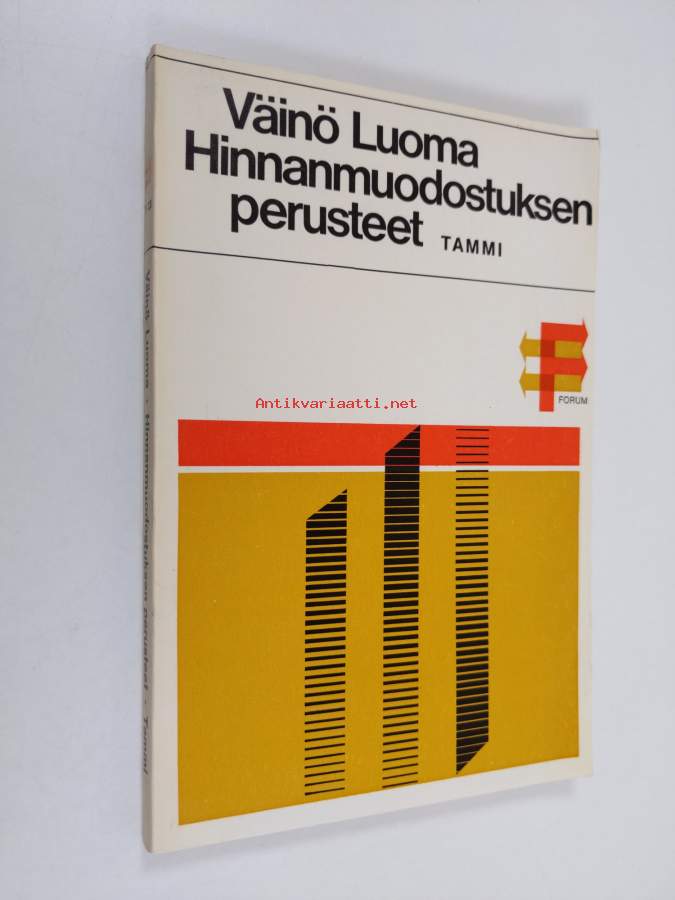 Väinö Luoma
Hinnanmuodostuksen
perusteet TAMMI
FORUM
Antikvariaatti.net
Väinö Luoma · Hinnanmuodostuksen perusteet · Tammi